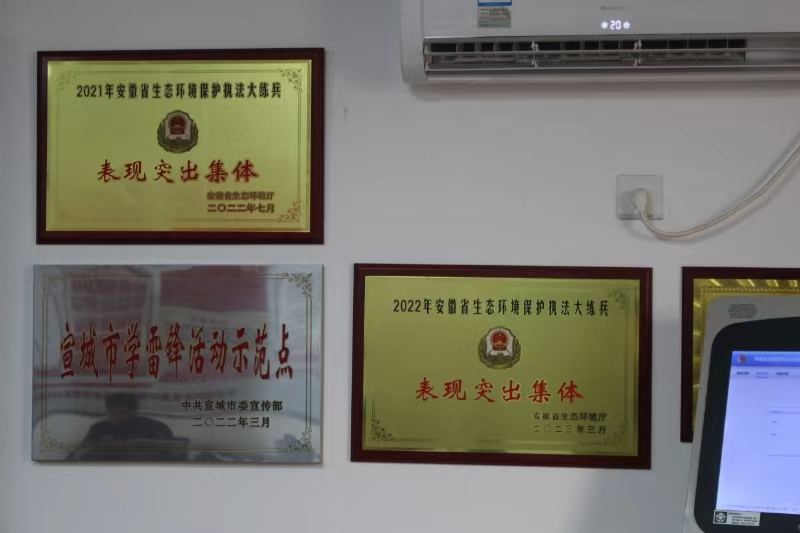 2021年安徽省生态环境保护执法大练兵
表现突出集体
安徽省生态环境厅
二〇二二年七月
宣城市学雷锋活动示范点
中共宣城市委宣传部
二〇二二年三月
2022年安徽省生态环境保护执法大练兵
表现突出集体
安徽省生态环境厅
二〇二三年三月
20